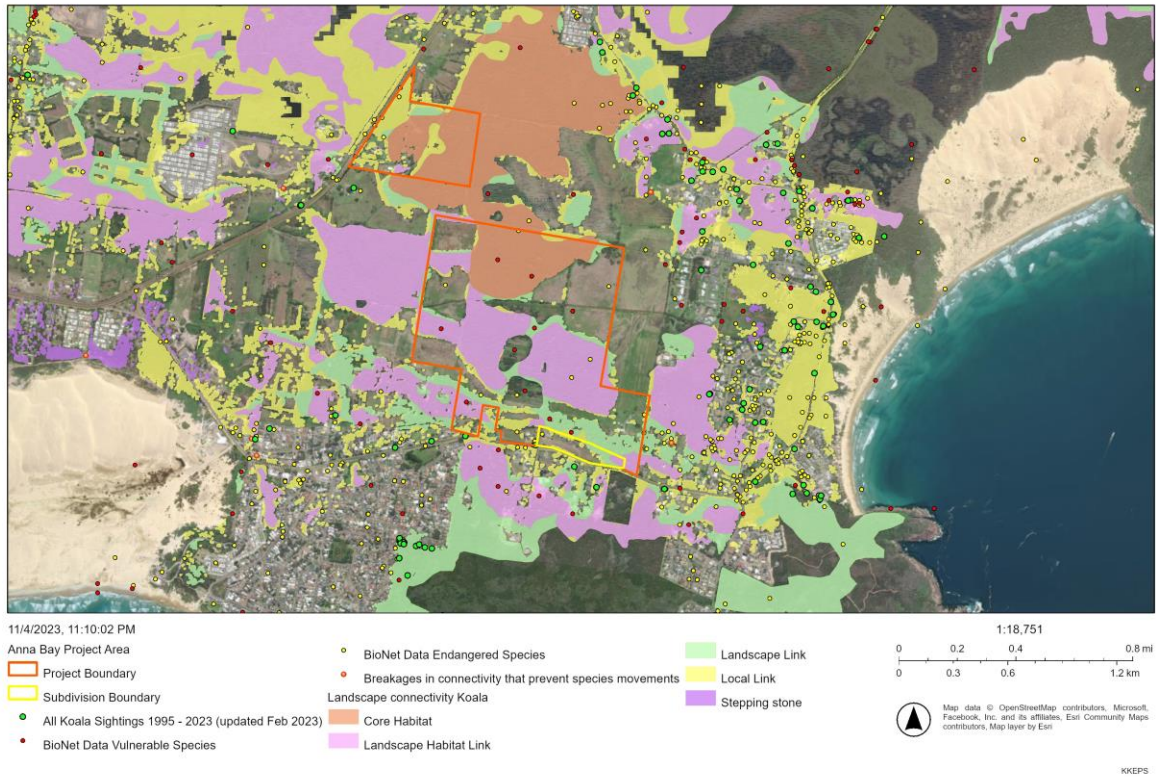 11/4/2023, 11:10:02 PM
Anna Bay Project Area
Project Boundary
Subdivision Boundary
All Koala Sightings 1995 - 2023 (updated Feb 2023)
BioNet Data Vulnerable Species
BioNet Data Endangered Species
Breakages in connectivity that prevent species movements
Landscape connectivity Koala
Core Habitat
Landscape Habitat Link
Landscape Link
Local Link
Stepping stone
1:18,751
0 0.2 0.4 0.8 mi
0 0.3 0.6 1.2 km
Map data © OpenStreetMap contributors, Microsoft,
Facebook, Inc. and its affiliates, Esri Community Maps
contributors, Map layer by Esri
KKEPS